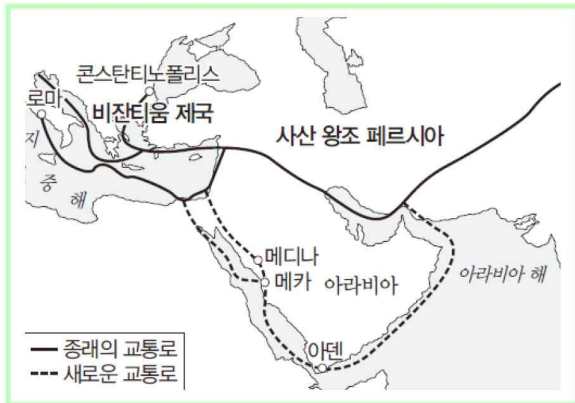 콘스탄티노폴리스
로마
비잔티움 제국
사산 왕조 페르시아
지
중
해
메디나
메카
아라비아
아라비아 해
아덴
종래의 교통로
새로운 교통로